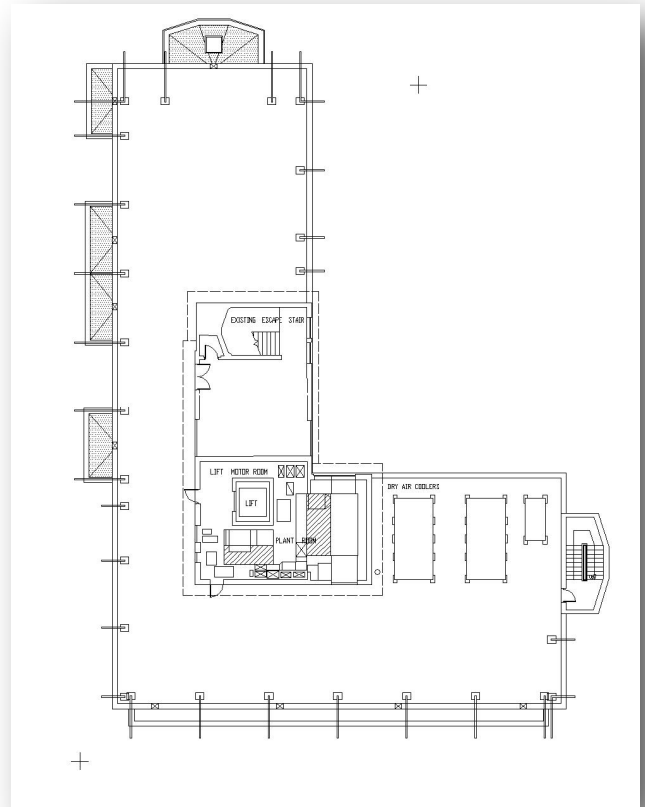 EXISTING ESCAPE STAIR
LIFT MOTOR ROOM
LIFT
DRY AIR COOLERS
PLANT ROOM